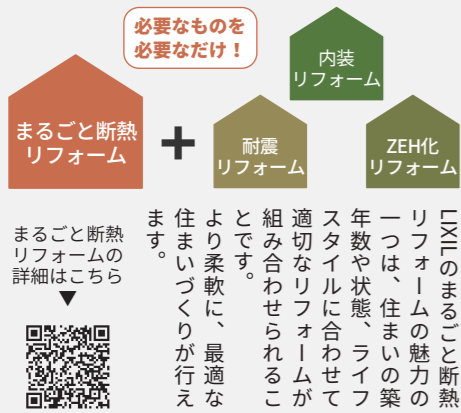 必要なものを
必要なだけ！
まるごと断熱
リフォーム
+
内装
リフォーム
耐震
リフォーム
ZEH化
リフォーム
LIXILのまるごと断熱
リフォームの魅力の
一つは、住まいの築
年数や状態、ライフ
スタイルに合わせて
適切なリフォームが
組み合わせられるこ
とです。
より柔軟に、最適な
住まいづくりが行え
ます。
まるごと断熱
リフォームの
詳細はこちら